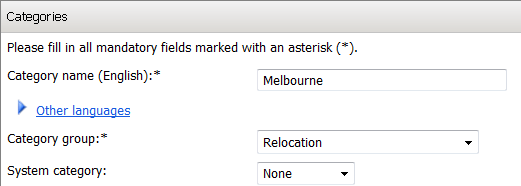 Categories
Please fill in all mandatory fields marked with an asterisk (*).
Category name (English):* Melbourne
Other languages
Category group:* Relocation
System category: None